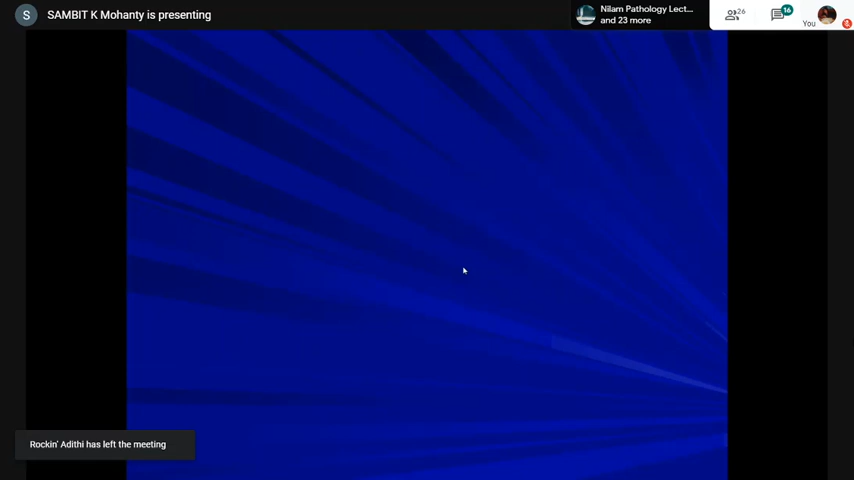 S
SAMBIT K Mohanty is presenting
Nilam Pathology Lect...
and 23 more
26
16
You
Rockin' Adithi has left the meeting